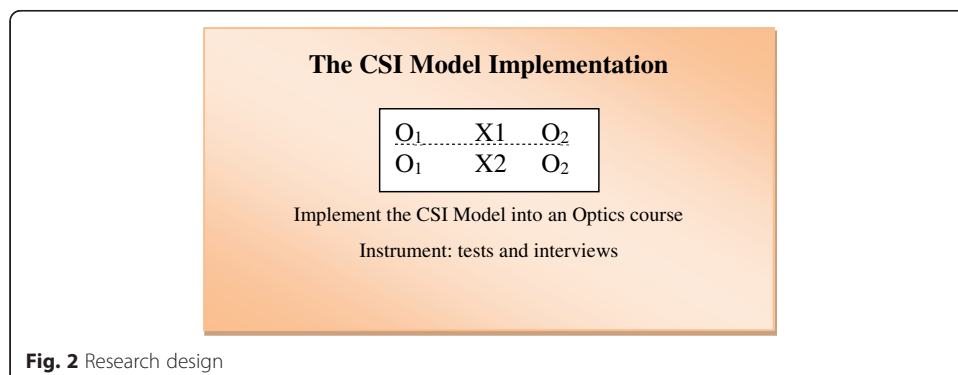 The CSI Model Implementation
O₁ X1 O₂
O₁ X2 O₂
Implement the CSI Model into an Optics course
Instrument: tests and interviews
Fig. 2 Research design